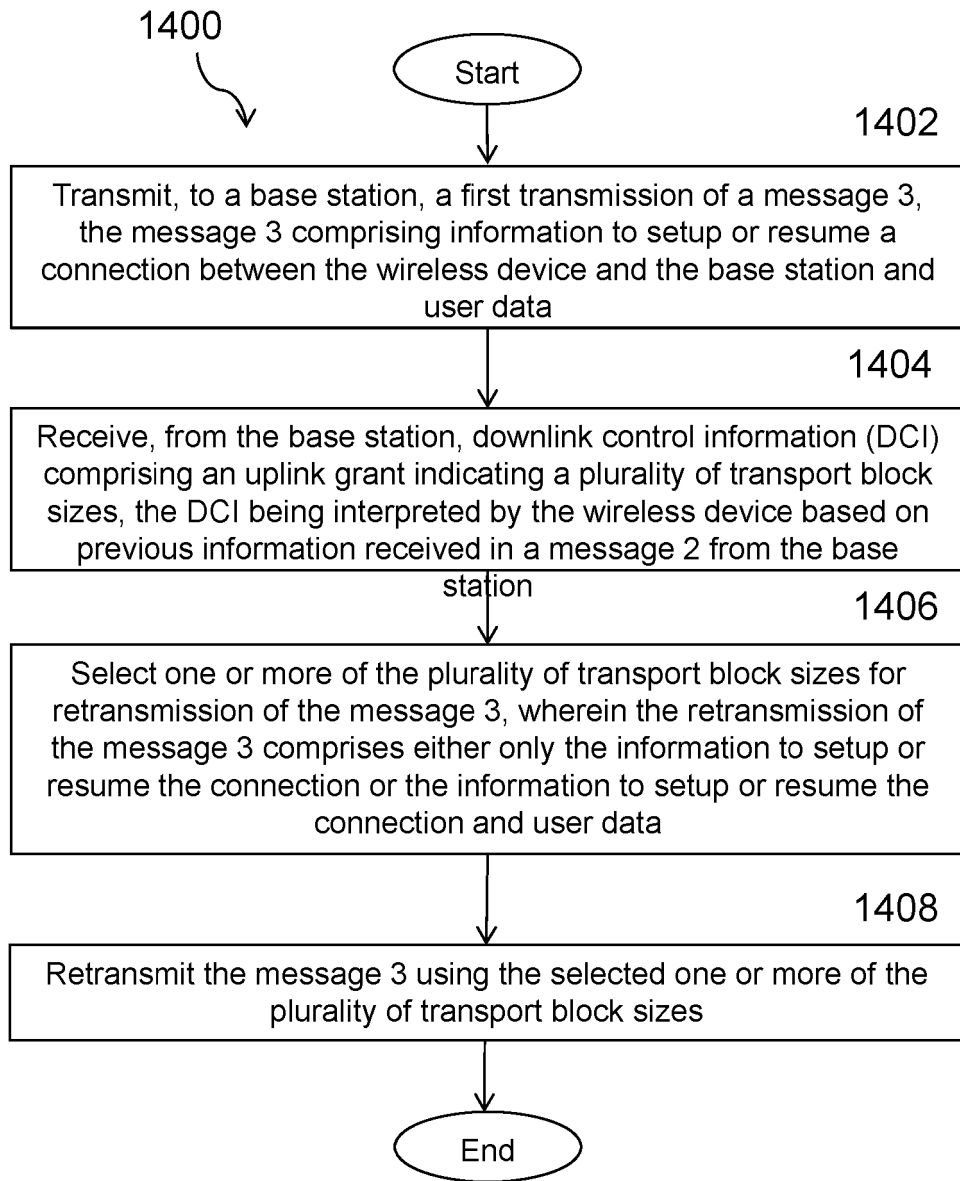 1400
Start
1402
Transmit, to a base station, a first transmission of a message 3,
the message 3 comprising information to setup or resume a
connection between the wireless device and the base station and
user data
1404
Receive, from the base station, downlink control information (DCI)
comprising an uplink grant indicating a plurality of transport block
sizes, the DCI being interpreted by the wireless device based on
previous information received in a message 2 from the base
station
1406
Select one or more of the plurality of transport block sizes for
retransmission of the message 3, wherein the retransmission of
the message 3 comprises either only the information to setup or
resume the connection or the information to setup or resume the
connection and user data
1408
Retransmit the message 3 using the selected one or more of the
plurality of transport block sizes
End